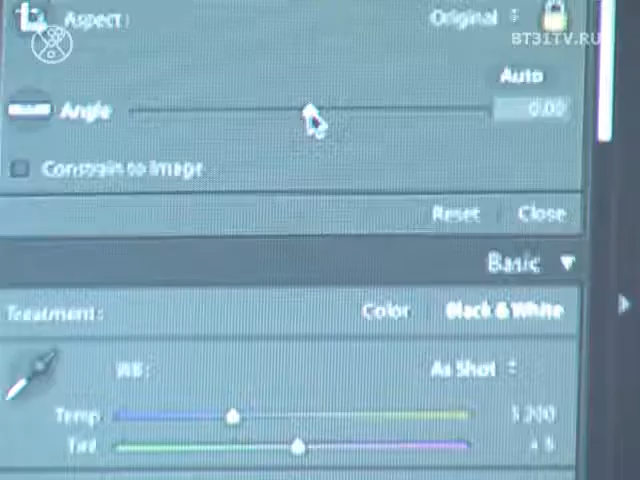 Aspect: Original
BT31TV.RU
Auto
Angle 0.00
Constrain to Image
Reset Close
Basic
Treatment: Color Black & White
WB: As Shot
Temp
Tint